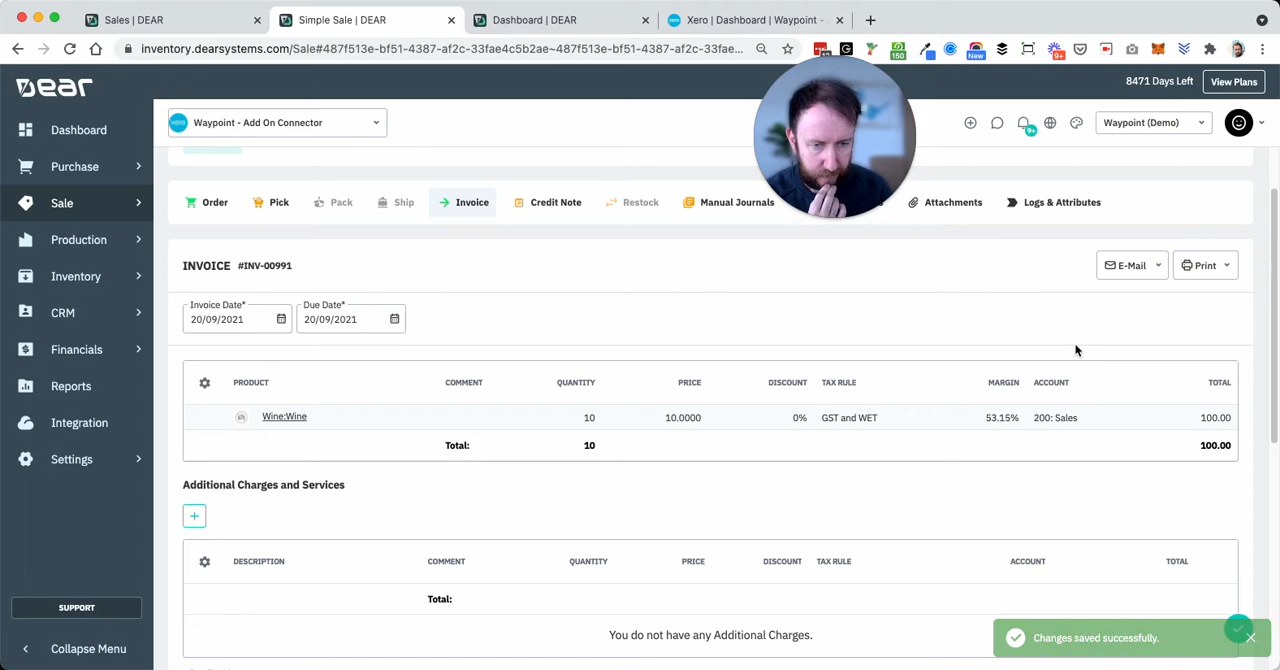 Sales | DEAR
Simple Sale | DEAR
Dashboard | DEAR
Xero | Dashboard | Waypoint -
inventory.dearsystems.com/Sale#487f513e-bf51-4387-af2c-33fae4c5b22e~487f513e-bf51-4387-af2c-33fae...
150
New
9+
DEAR
8471 Days Left
View Plans
Waypoint - Add On Connector
9+
Waypoint (Demo)
Dashboard
Purchase
Sale
Production
Inventory
CRM
Financials
Reports
Integration
Settings
SUPPORT
Collapse Menu
Order
Pick
Pack
Ship
Invoice
Credit Note
Restock
Manual Journals
Attachments
Logs & Attributes
INVOICE #INV-00991
E-Mail
Print
Invoice Date*
20/09/2021
Due Date*
20/09/2021
PRODUCT COMMENT QUANTITY PRICE DISCOUNT TAX RULE MARGIN ACCOUNT TOTAL
Wine:Wine 10 10.0000 0% GST and WET 53.15% 200: Sales 100.00
Total: 10 100.00
Additional Charges and Services
+
DESCRIPTION COMMENT QUANTITY PRICE DISCOUNT TAX RULE ACCOUNT TOTAL
Total:
You do not have any Additional Charges.
Changes saved successfully.